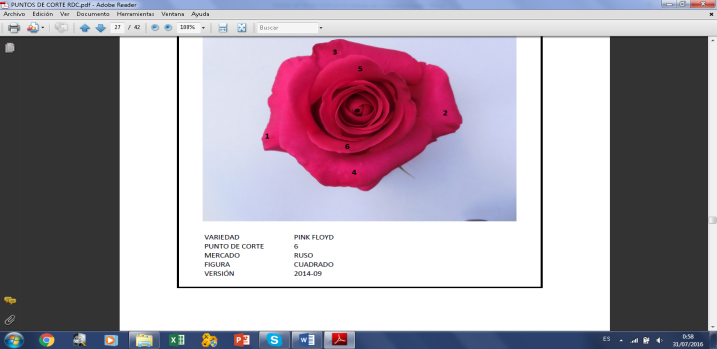 PUNTOS DE CORTE RDC.pdf - Adobe Reader
Archivo Edición Ver Documento Herramientas Ventana Ayuda
27 / 42 100% Buscar
3
5
2
1
6
4
VARIEDAD PINK FLOYD
PUNTO DE CORTE 6
MERCADO RUSO
FIGURA CUADRADO
VERSIÓN 2014-09
ES 0:58
31/07/2016